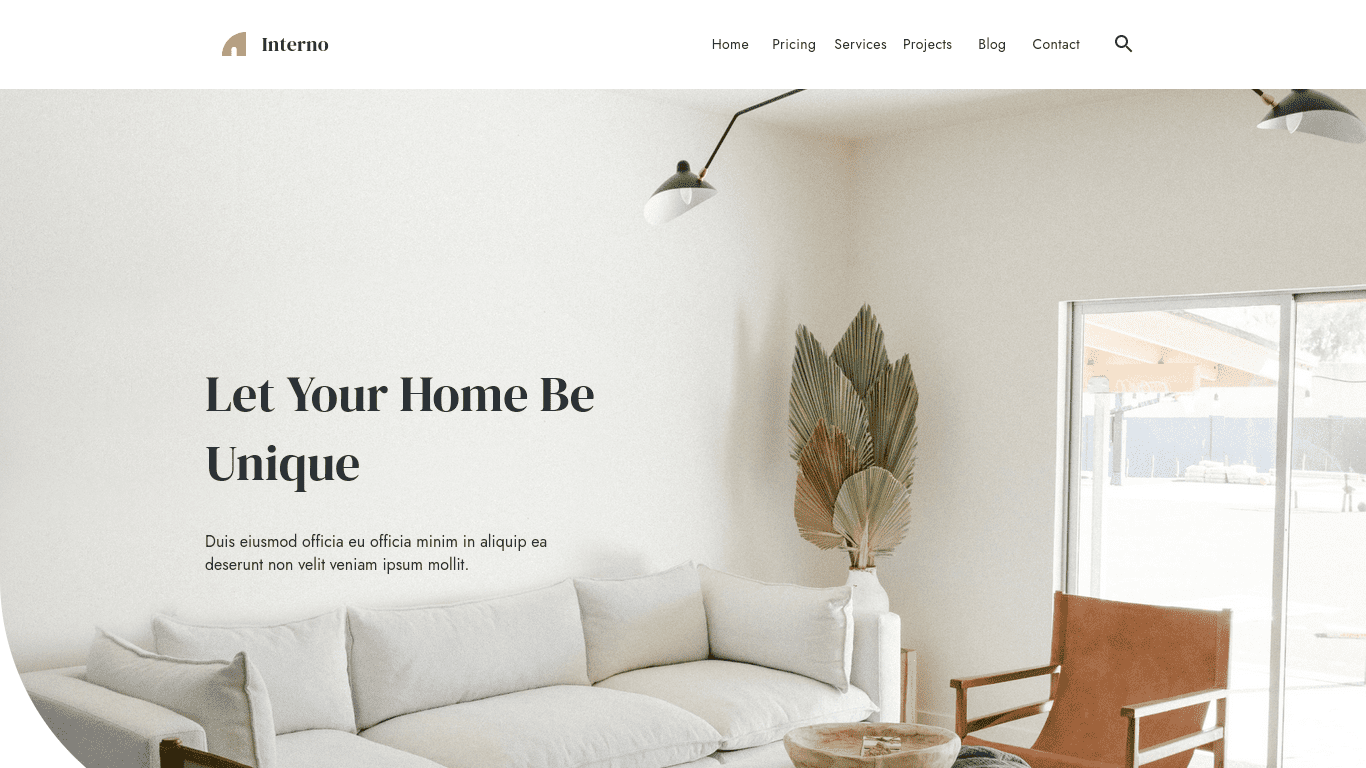 Interno
Home Pricing Services Projects Blog Contact
Let Your Home Be
Unique
Duis eiusmod officia eu officia minim in aliquip ea
deserunt non velit veniam ipsum mollit.